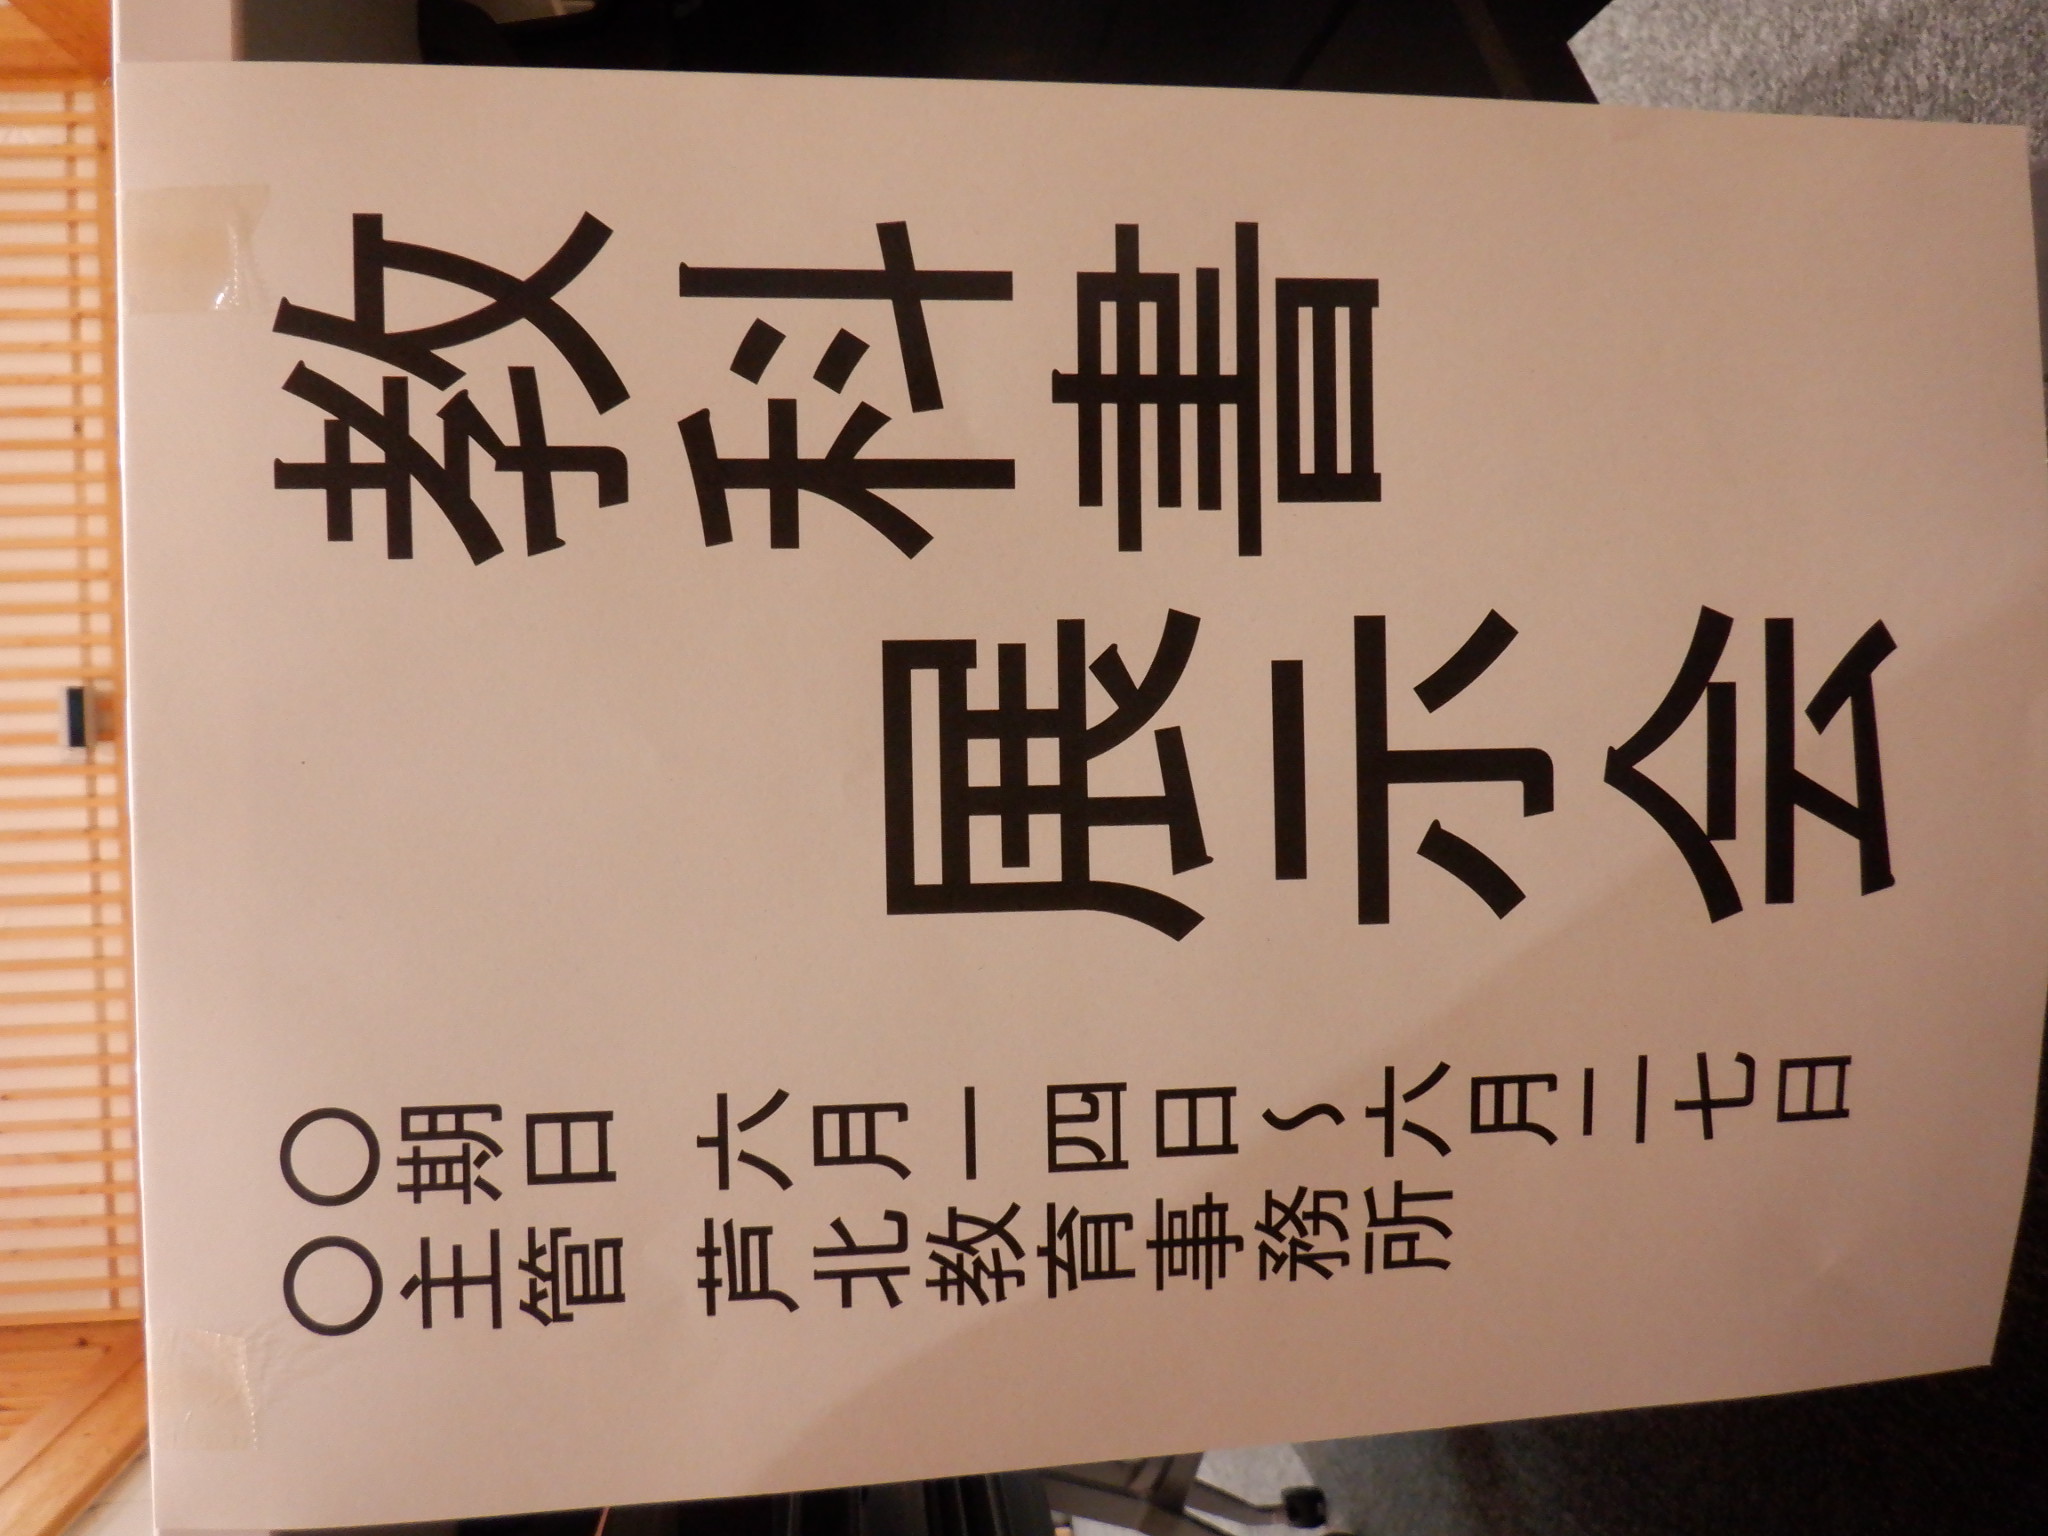 教科書
展示会
〇期日 六月一四日～六月二七日
〇主管 芦北教育事務所